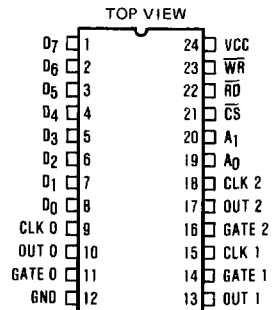 TOP VIEW
D7 1 24 VCC
D6 2 23 WR
D5 3 22 RD
D4 4 21 CS
D3 5 20 A1
D2 6 19 A0
D1 7 18 CLK 2
D0 8 17 OUT 2
CLK 0 9 16 GATE 2
OUT 0 10 15 CLK 1
GATE 0 11 14 GATE 1
GND 12 13 OUT 1